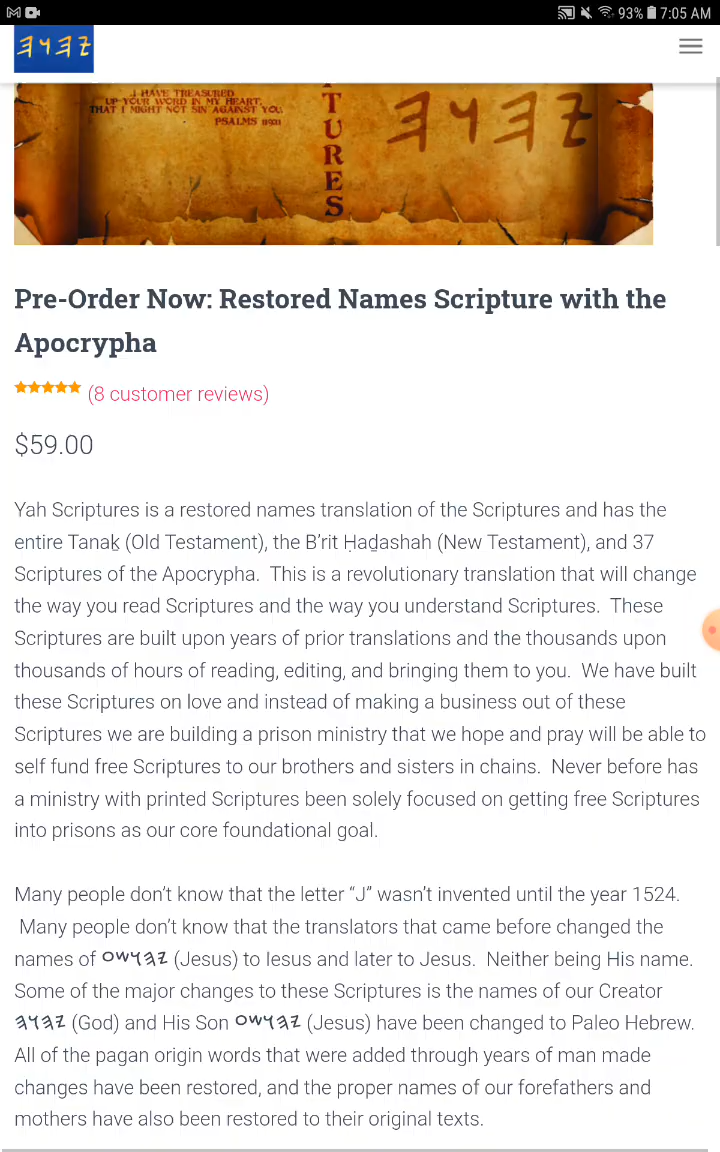 93% 7:05 AM
𐤉𐤄𐤅𐤄
I HAVE TREASURED
UP YOUR WORD IN MY HEART,
THAT I MIGHT NOT SIN AGAINST YOU.
PSALMS
T
U
R
E
S
𐤉𐤄𐤅𐤄
Pre-Order Now: Restored Names Scripture with the
Apocrypha
(8 customer reviews)
$59.00
Yah Scriptures is a restored names translation of the Scriptures and has the
entire Tanaḵ (Old Testament), the B’rit Ḥaḏashah (New Testament), and 37
Scriptures of the Apocrypha.  This is a revolutionary translation that will change
the way you read Scriptures and the way you understand Scriptures.  These
Scriptures are built upon years of prior translations and the thousands upon
thousands of hours of reading, editing, and bringing them to you.  We have built
these Scriptures on love and instead of making a business out of these
Scriptures we are building a prison ministry that we hope and pray will be able to
self fund free Scriptures to our brothers and sisters in chains.  Never before has
a ministry with printed Scriptures been solely focused on getting free Scriptures
into prisons as our core foundational goal.
Many people don’t know that the letter “J” wasn’t invented until the year 1524.
Many people don’t know that the translators that came before changed the
names of 𐤉𐤄𐤅𐤔𐤏 (Jesus) to Iesus and later to Jesus.  Neither being His name.
Some of the major changes to these Scriptures is the names of our Creator
𐤉𐤄𐤅𐤄 (God) and His Son 𐤉𐤄𐤅𐤔𐤏 (Jesus) have been changed to Paleo Hebrew.
All of the pagan origin words that were added through years of man made
changes have been restored, and the proper names of our forefathers and
mothers have also been restored to their original texts.